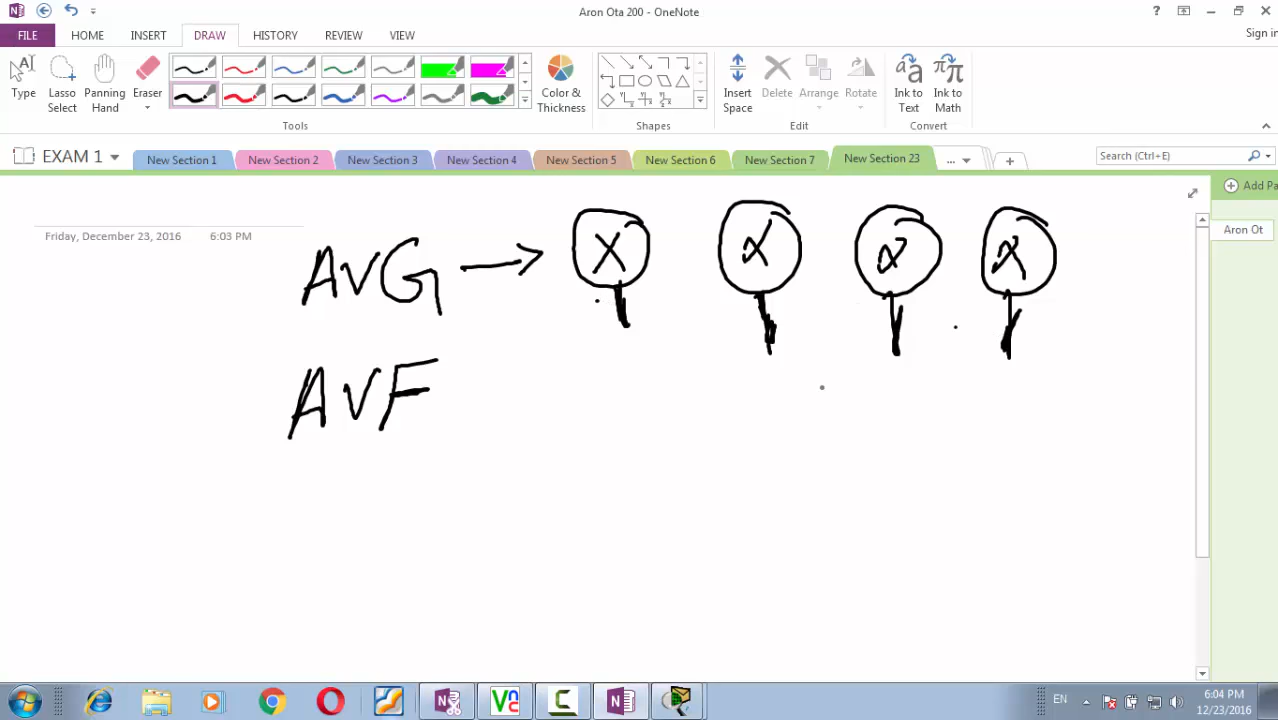 Aron Ota 200 - OneNote
?
FILE HOME INSERT DRAW HISTORY REVIEW VIEW
Sign in
Type
Lasso Select
Panning Hand
Eraser
Color & Thickness
Insert Space
Delete
Arrange
Rotate
Ink to Text
Ink to Math
Tools
Shapes
Edit
Convert
EXAM 1
New Section 1
New Section 2
New Section 3
New Section 4
New Section 5
New Section 6
New Section 7
New Section 23
...
Search (Ctrl+E)
Add Pa
Aron Ot
Friday, December 23, 2016 6:03 PM
AVG → X X X X
AVF
EN
6:04 PM
12/23/2016